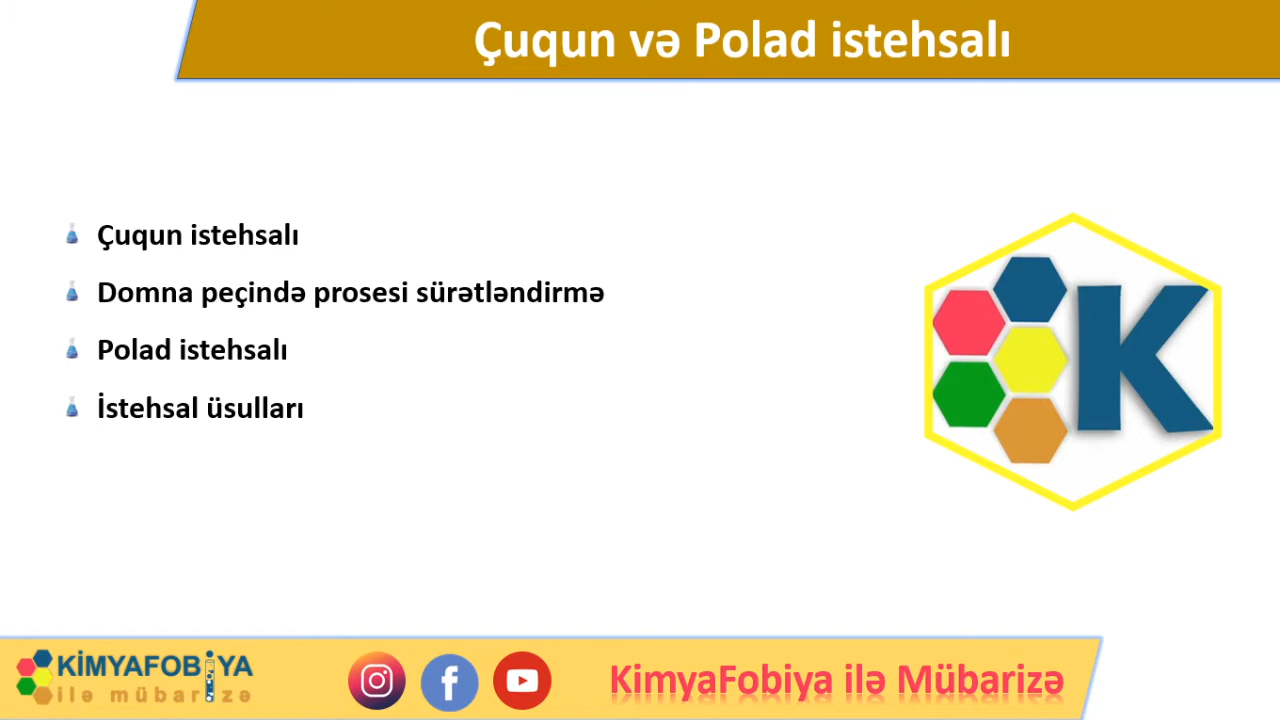 Çuqun və Polad istehsalı
Çuqun istehsalı
Domna peçində prosesi sürətləndirmə
Polad istehsalı
İstehsal üsulları
K
KİMYAFOBİYA
ilə mübarizə
KimyaFobiya ilə Mübarizə